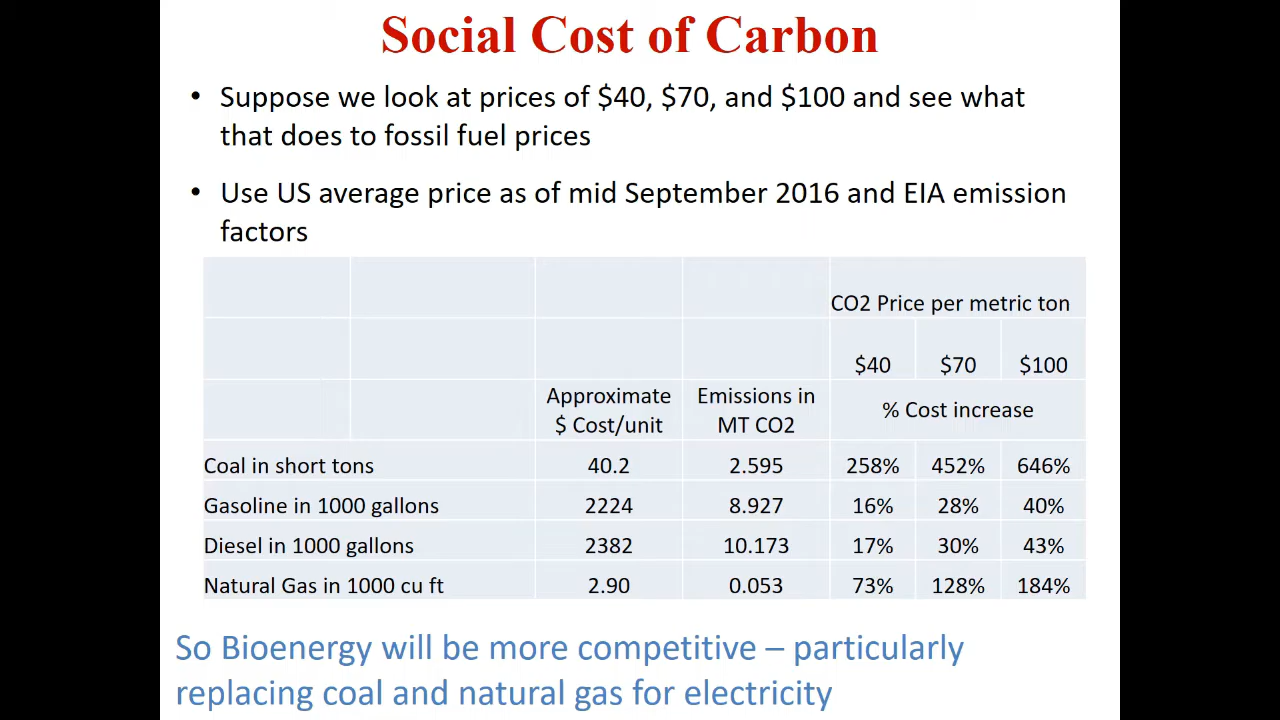 Social Cost of Carbon
• Suppose we look at prices of $40, $70, and $100 and see what
that does to fossil fuel prices
• Use US average price as of mid September 2016 and EIA emission
factors
CO2 Price per metric ton
$40 $70 $100
Approximate $ Cost/unit Emissions in MT CO2 % Cost increase
Coal in short tons 40.2 2.595 258% 452% 646%
Gasoline in 1000 gallons 2224 8.927 16% 28% 40%
Diesel in 1000 gallons 2382 10.173 17% 30% 43%
Natural Gas in 1000 cu ft 2.90 0.053 73% 128% 184%
So Bioenergy will be more competitive – particularly
replacing coal and natural gas for electricity